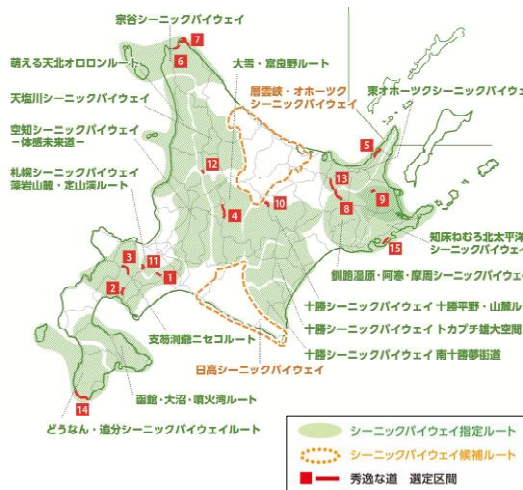 宗谷シーニックバイウェイ
7
6
萌える天北オロロンルート
大雪・富良野ルート
天塩川シーニックバイウェイ
層雲峡・オホーツク
シーニックバイウェイ
東オホーツクシーニックバイウェイ
空知シーニックバイウェイ
－体感未来道－
札幌シーニックバイウェイ
藻岩山麓・定山渓ルート
5
12
13
4
10
8
9
3
11
1
2
15
知床ねむろ北太平洋
シーニックバイウェイ
釧路湿原・阿寒・摩周シーニックバイウェイ
十勝シーニックバイウェイ 十勝平野・山麓ル
十勝シーニックバイウェイ トカプチ雄大空間
十勝シーニックバイウェイ 南十勝夢街道
支笏洞爺ニセコルート
日高シーニックバイウェイ
14
函館・大沼・噴火湾ルート
どうなん・追分シーニックバイウェイルート
シーニックバイウェイ指定ルート
シーニックバイウェイ候補ルート
秀逸な道 選定区間